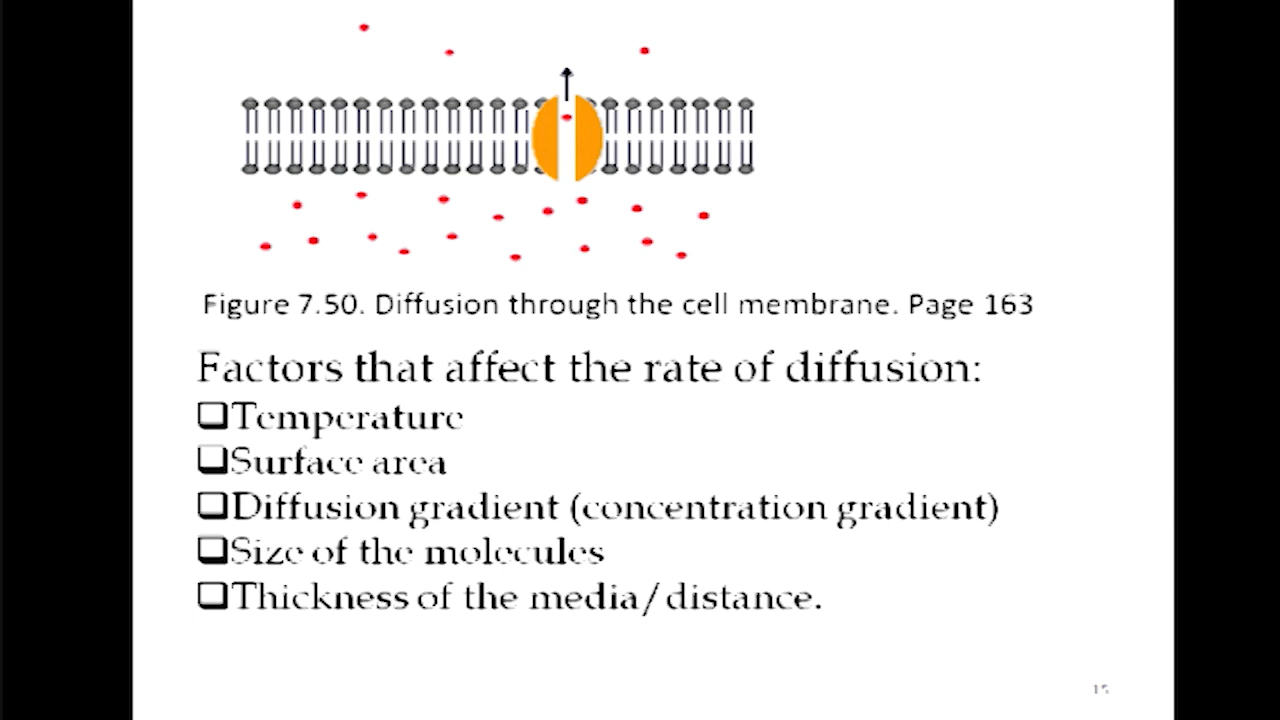 Figure 7.50. Diffusion through the cell membrane. Page 163
Factors that affect the rate of diffusion:
❑Temperature
❑Surface area
❑Diffusion gradient (concentration gradient)
❑Size of the molecules
❑Thickness of the media/distance.
15